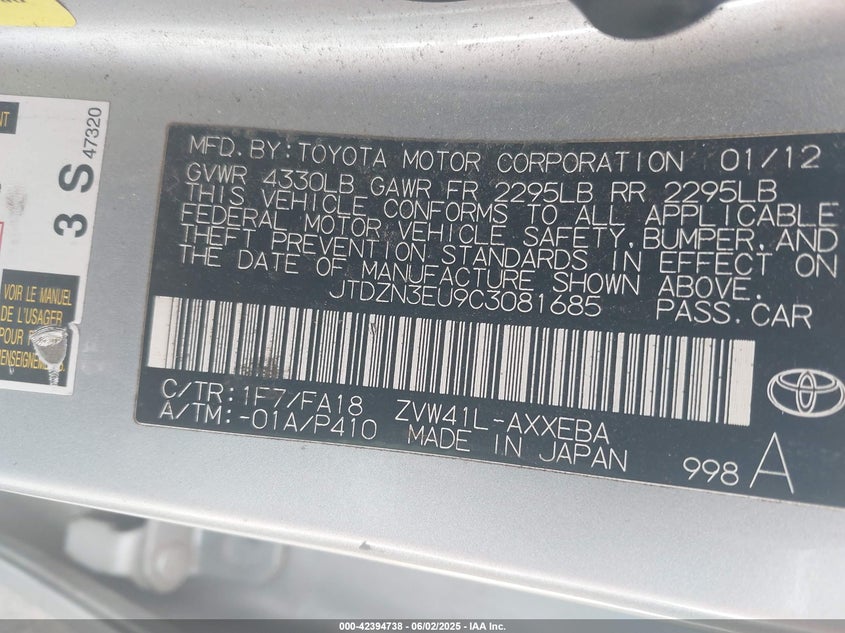 NT
3 S 47320
VOIR LE MANUEL
DE L'USAGER
POUR
RENSEIGNEMENTS
MFD. BY: TOYOTA MOTOR CORPORATION 01/12
GVWR 4330LB GAWR FR 2295LB RR 2295LB
THIS VEHICLE CONFORMS TO ALL APPLICABLE
FEDERAL MOTOR VEHICLE SAFETY, BUMPER, AND
THEFT PREVENTION STANDARDS IN EFFECT ON
THE DATE OF MANUFACTURE SHOWN ABOVE.
JTDZN3EU9C3081685 PASS. CAR
C/TR: 1F7/FA18 ZVW41L-AXXEBA
A/TM: -01A/P410 MADE IN JAPAN
998 A
000-42394738 - 06/02/2025 - IAA Inc.